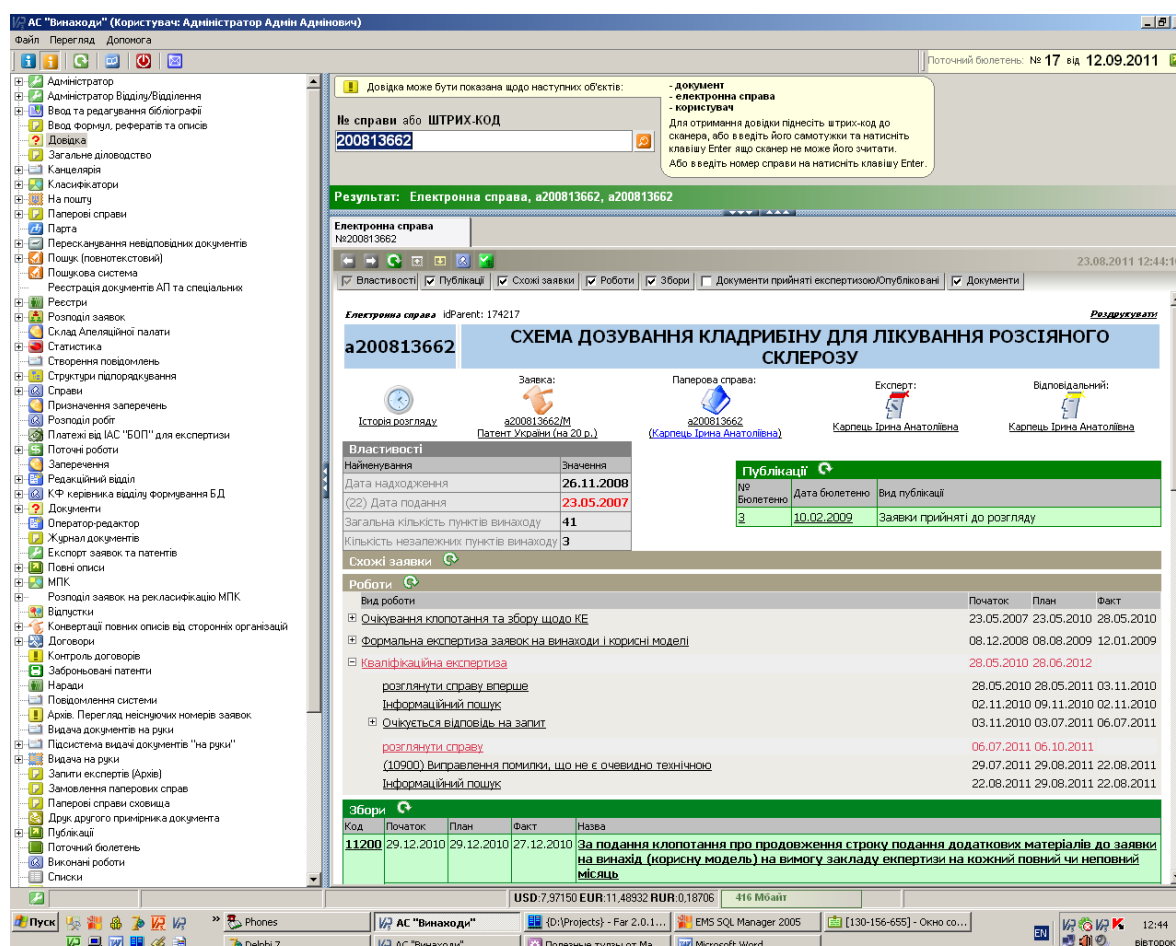 АС "Винаходи" (Користувач: Адміністратор Адмін Адмінович)
Файл Перегляд Допомога
Поточний бюлетень: № 17 від 12.09.2011
Адміністратор
Адміністратор Відділу/Відділення
Ввод та редагування бібліографії
Ввод формул, рефератів та описів
Довідка
Загальне діловодство
Канцелярія
Класифікатори
На пошту
Паперові справи
Парта
Пересканування невідповідних документів
Пошук (повнотекстовий)
Пошукова система
Реєстрація документів АП та спеціальних
Реєстри
Розподіл заявок
Склад Апеляційної палати
Статистика
Створення повідомлень
Структури підпорядкування
Справи
Призначення заперечень
Розподіл робіт
Платежі від ІАС "БОП" для експертизи
Поточні роботи
Заперечення
Редакційний відділ
КФ керівника відділу формування БД
Документи
Оператор-редактор
Журнал документів
Експорт заявок та патентів
Повні описи
МПК
Розподіл заявок на рекласифікацію МПК
Відпустки
Конвертації повних описів від сторонніх організацій
Договори
Контроль договорів
Заброньовані патенти
Наради
Повідомлення системи
Архів. Перегляд неіснуючих номерів заявок
Видача документів на руки
Підсистема видачі документів "на руки"
Видача на руки
Запити експертів (Архів)
Замовлення паперових справ
Паперові справи сховища
Друк другого примірника документа
Публікації
Поточний бюлетень
Виконані роботи
Списки
Довідка може бути показана щодо наступних об'єктів:
- документ
- електронна справа
- користувач
Для отримання довідки піднесіть штрих-код до
сканера, або введіть його самотужки та натисніть
клавішу Enter якщо сканер не може його зчитати.
Або введіть номер справи на натисніть клавішу Enter.
№ справи або ШТРИХ-КОД
200813662
Результат: Електронна справа, a200813662, a200813662
Електронна справа
№200813662
23.08.2011 12:44:1
Властивості Публікації Схожі заявки Роботи Збори Документи прийняті експертизою/Опубліковані Документи
Електронна справа idParent: 174217 Роздрукувати
a200813662 СХЕМА ДОЗУВАННЯ КЛАДРИБІНУ ДЛЯ ЛІКУВАННЯ РОЗСІЯНОГО
СКЛЕРОЗУ
Історія розгляду
Заявка:
a200813662/M
Патент України (на 20 р.)
Паперова справа:
a200813662
(Карпець Ірина Анатоліївна)
Експерт:
Карпець Ірина Анатоліївна
Відповідальний:
Карпець Ірина Анатоліївна
Властивості
Найменування Значення
Дата надходження 26.11.2008
(22) Дата подання 23.05.2007
Загальна кількість пунктів винаходу 41
Кількість незалежних пунктів винаходу 3
Публікації
№ Бюлетеню Дата бюлетеню Вид публікації
3 10.02.2009 Заявки прийняті до розгляду
Схожі заявки
Роботи
Вид роботи Початок План Факт
Очікування клопотання та збору щодо КЕ 23.05.2007 23.05.2010 28.05.2010
Формальна експертиза заявок на винаходи і корисні моделі 08.12.2008 08.08.2009 12.01.2009
Кваліфікаційна експертиза 28.05.2010 28.06.2012
розглянути справу вперше 28.05.2010 28.05.2011 03.11.2010
Інформаційний пошук 02.11.2010 09.11.2010 02.11.2010
Очікується відповідь на запит 03.11.2010 03.07.2011 06.07.2011
розглянути справу 06.07.2011 06.10.2011
(10900) Виправлення помилки, що не є очевидно технічною 29.07.2011 29.08.2011 22.08.2011
Інформаційний пошук 22.08.2011 29.08.2011 22.08.2011
Збори
Код Початок План Факт Назва
11200 29.12.2010 29.12.2010 27.12.2010 За подання клопотання про продовження строку подання додаткових матеріалів до заявки
на винахід (корисну модель) на вимогу закладу експертизи на кожний повний чи неповний
місяць
USD:7,97150 EUR:11,48932 RUR:0,18706 416 Мбайт
Пуск » Phones АС "Винаходи" {D:\Projects} - Far 2.0.1... EMS SQL Manager 2005 [130-156-655] - Окно со... EN 12:44
Delphi 7 АС "Винаходи" Полезные тулзы от Ма... Microsoft Word